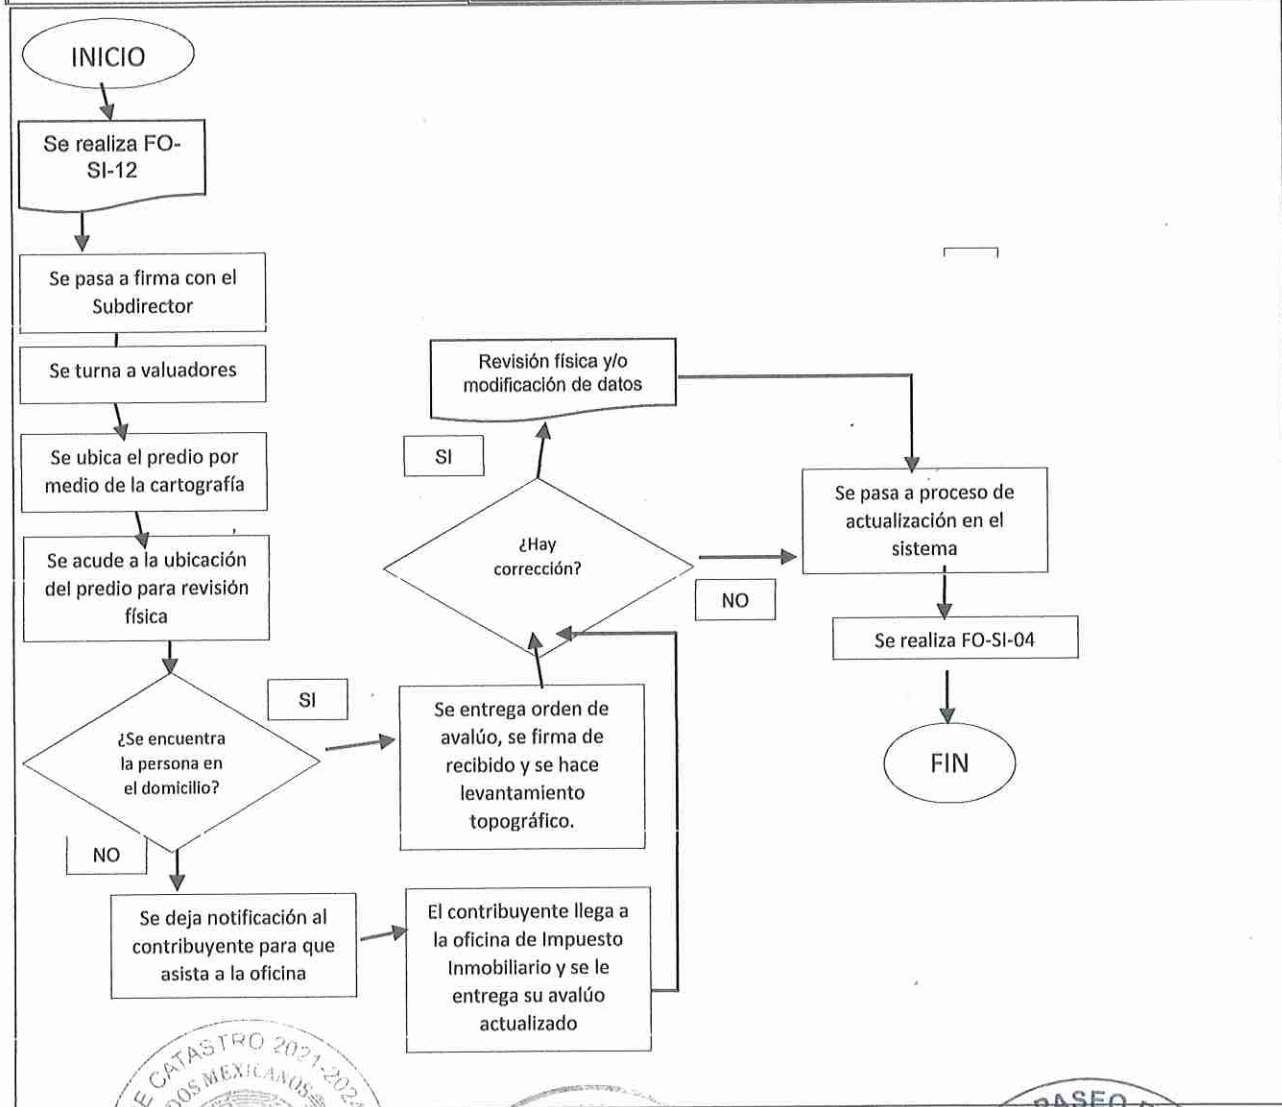 INICIO
Se realiza FO-
SI-12
Se pasa a firma con el
Subdirector
Se turna a valuadores
Se ubica el predio por
medio de la cartografía
Se acude a la ubicación
del predio para revisión
física
¿Se encuentra
la persona en
el domicilio?
SI
NO
Se entrega orden de
avalúo, se firma de
recibido y se hace
levantamiento
topográfico.
Se deja notificación al
contribuyente para que
asista a la oficina
El contribuyente llega a
la oficina de Impuesto
Inmobiliario y se le
entrega su avalúo
actualizado
¿Hay
corrección?
SI
NO
Revisión física y/o
modificación de datos
Se pasa a proceso de
actualización en el
sistema
Se realiza FO-SI-04
FIN
E CATASTRO 2021-2024
DOS MEXICANOS
PASEO